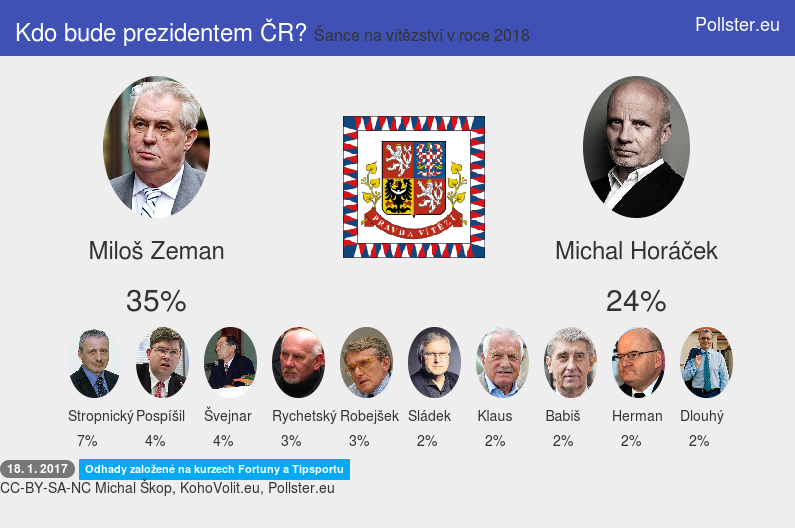 Kdo bude prezidentem ČR? Šance na vítězství v roce 2018
Pollster.eu
PRAVDA VÍTĚZÍ
Miloš Zeman
Michal Horáček
35%
24%
Stropnický Pospíšil Švejnar Rychetský Robejšek Sládek Klaus Babiš Herman Dlouhý
7% 4% 4% 3% 3% 2% 2% 2% 2% 2%
18. 1. 2017 Odhady založené na kurzech Fortuny a Tipsportu
CC-BY-SA-NC Michal Škop, KohoVolit.eu, Pollster.eu